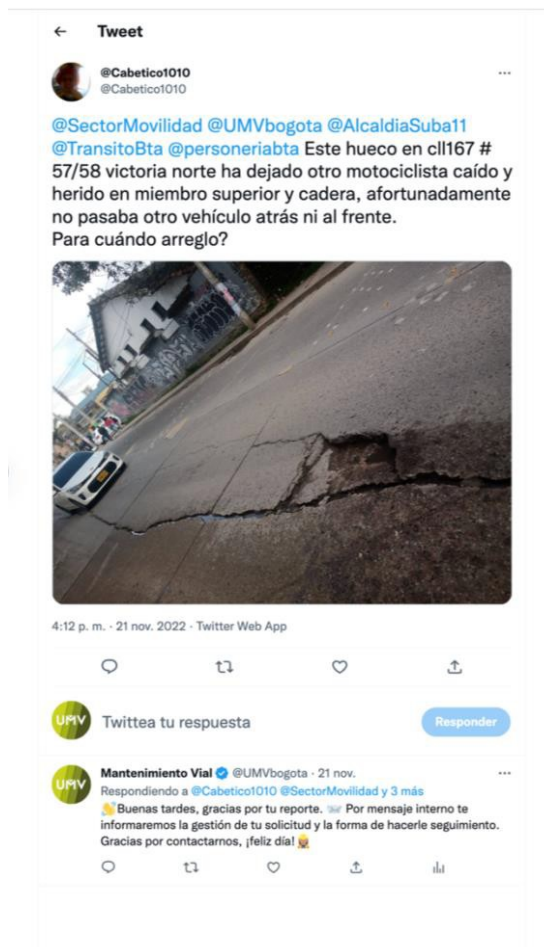 ← Tweet
@Cabetico1010
@Cabetico1010
@SectorMovilidad @UMVbogota @AlcaldiaSuba11
@TransitoBta @personeriabta Este hueco en cll167 #
57/58 victoria norte ha dejado otro motociclista caído y
herido en miembro superior y cadera, afortunadamente
no pasaba otro vehículo atrás ni al frente.
Para cuándo arreglo?
4:12 p. m. · 21 nov. 2022 · Twitter Web App
UMV Twittea tu respuesta Responder
UMV Mantenimiento Vial @UMVbogota · 21 nov.
Respondiendo a @Cabetico1010 @SectorMovilidad y 3 más
👋Buenas tardes, gracias por tu reporte. 📨 Por mensaje interno te
informaremos la gestión de tu solicitud y la forma de hacerle seguimiento.
Gracias por contactarnos, ¡feliz día! 👷